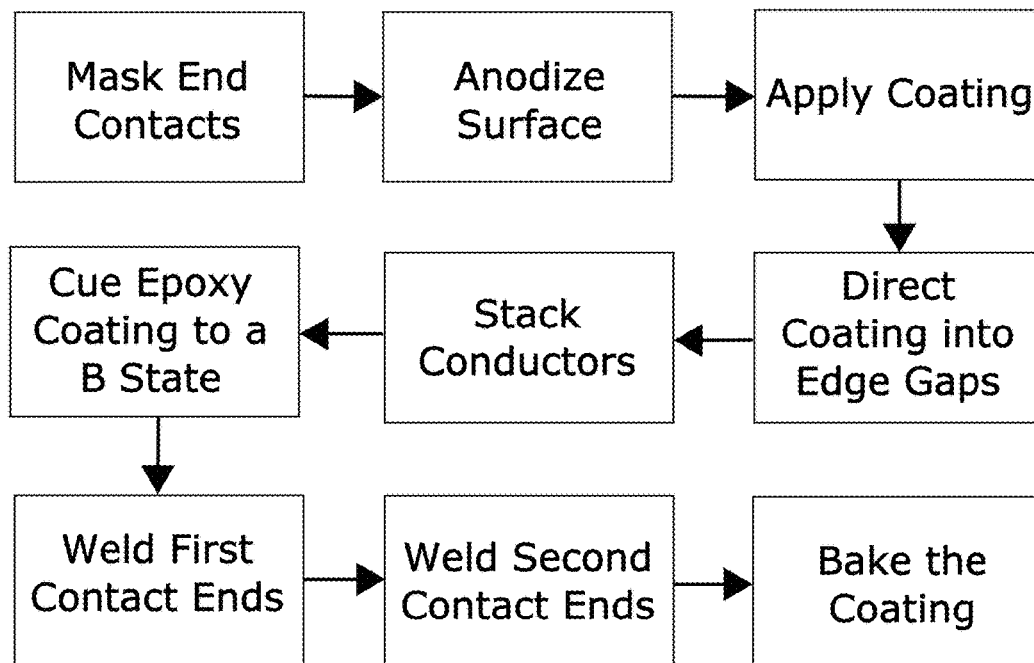 Mask End
Contacts
Anodize
Surface
Apply Coating
Direct
Coating into
Edge Gaps
Stack
Conductors
Cue Epoxy
Coating to a
B State
Weld First
Contact Ends
Weld Second
Contact Ends
Bake the
Coating